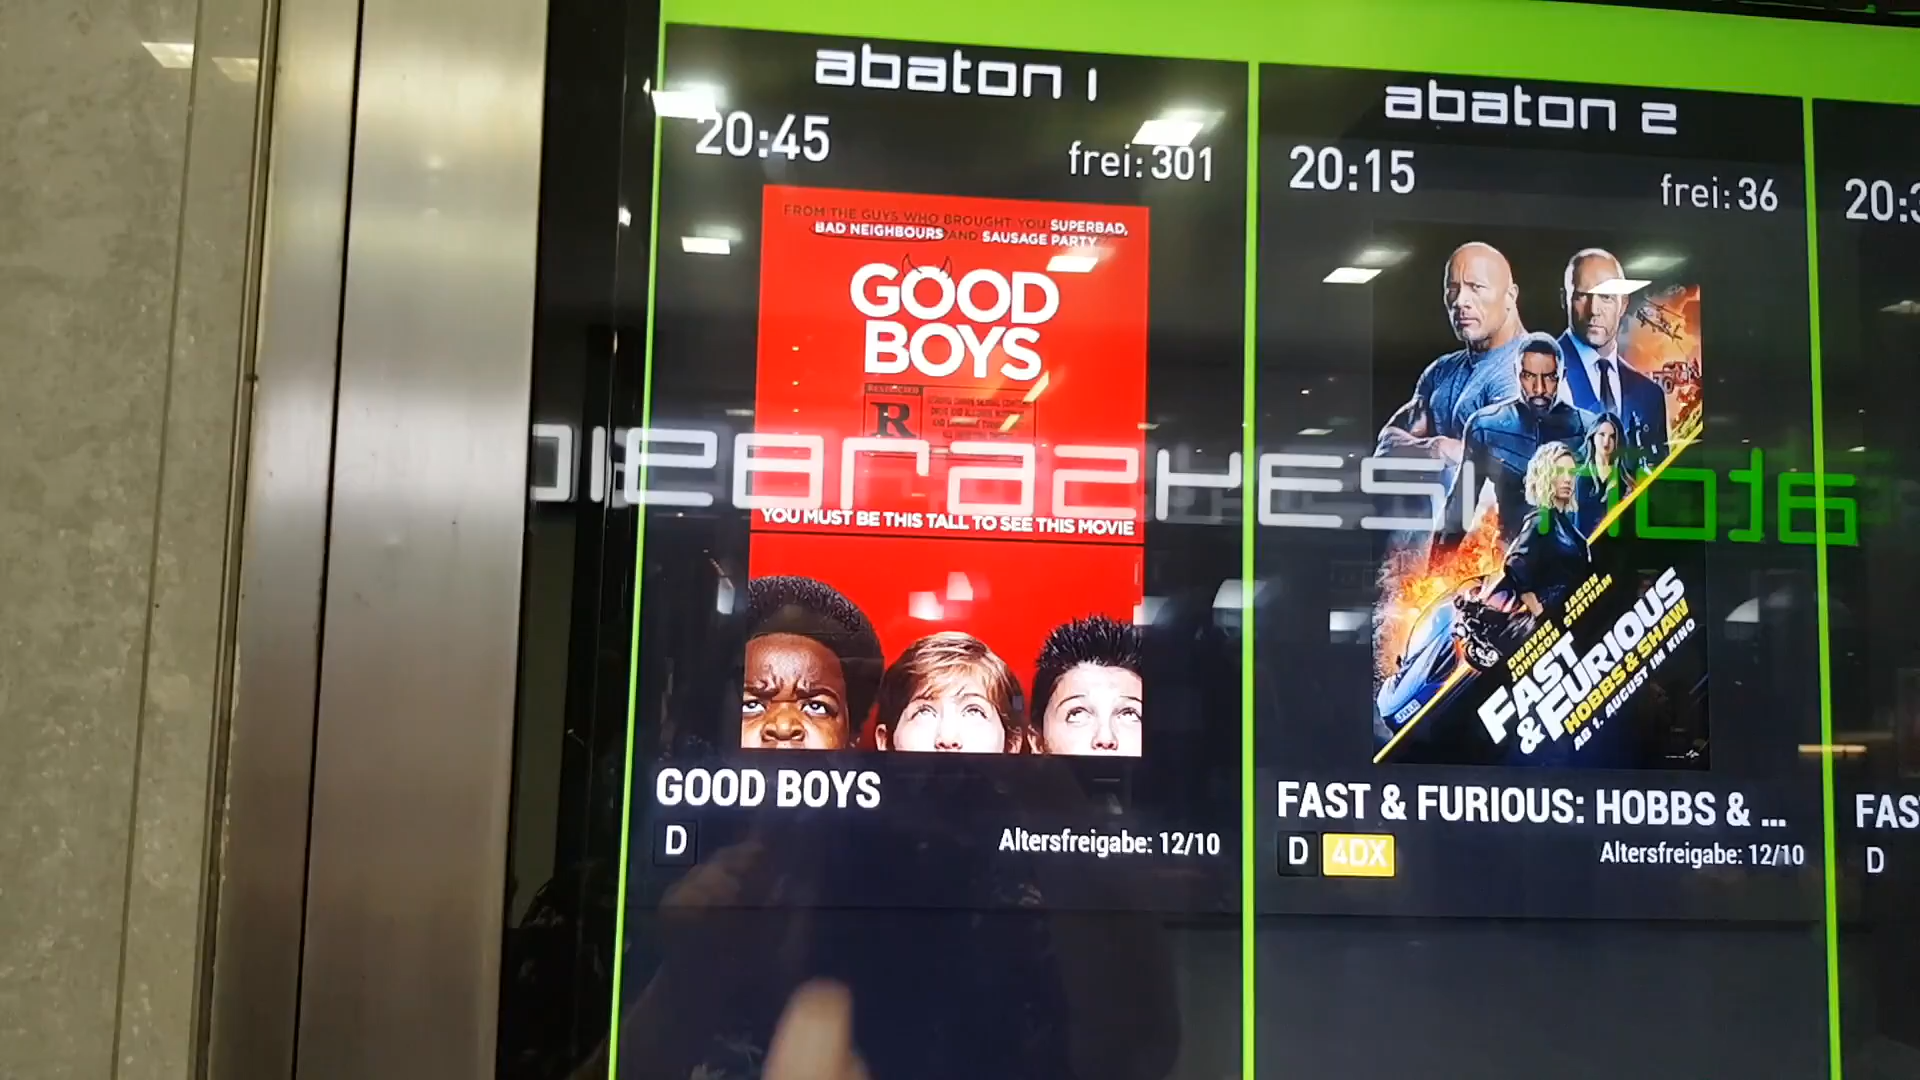 abaton 1
20:45
frei: 301
FROM THE GUYS WHO BROUGHT YOU SUPERBAD,
BAD NEIGHBOURS AND SAUSAGE PARTY
GOOD
BOYS
RESTRICTED
R
YOU MUST BE THIS TALL TO SEE THIS MOVIE
GOOD BOYS
D
Altersfreigabe: 12/10
abaton 2
20:15
frei: 36
DWAYNE JOHNSON
JASON STATHAM
FAST
& FURIOUS
HOBBS & SHAW
AB 1. AUGUST IM KINO
FAST & FURIOUS: HOBBS & ...
D 4DX
Altersfreigabe: 12/10
20:3
FAS
D